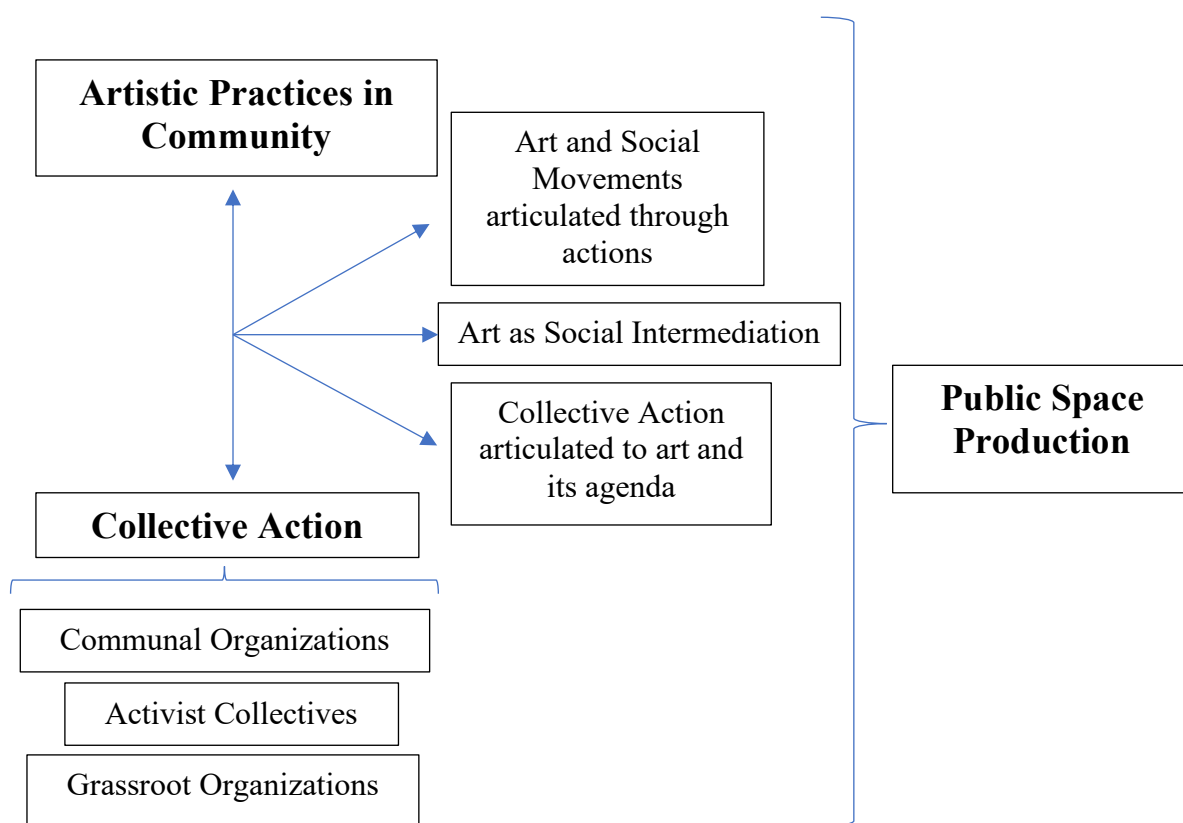 Artistic Practices in
Community
Art and Social
Movements
articulated through
actions
Art as Social Intermediation
Collective Action
articulated to art and
its agenda
Public Space
Production
Collective Action
Communal Organizations
Activist Collectives
Grassroot Organizations